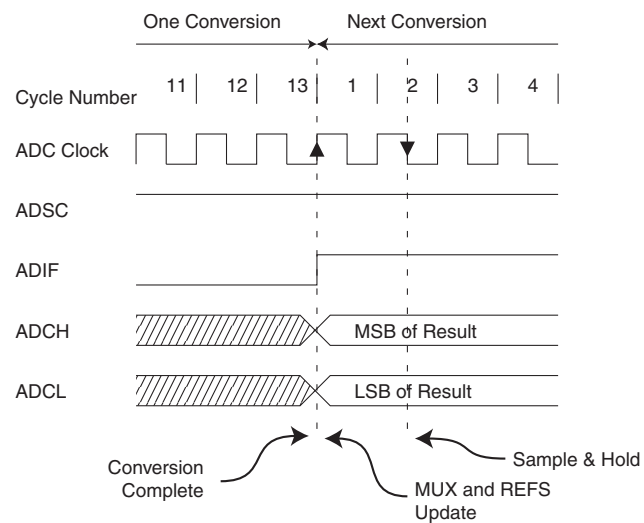 One Conversion Next Conversion
Cycle Number 11 12 13 1 2 3 4
ADC Clock
ADSC
ADIF
ADCH MSB of Result
ADCL LSB of Result
Conversion
Complete
MUX and REFS
Update
Sample & Hold